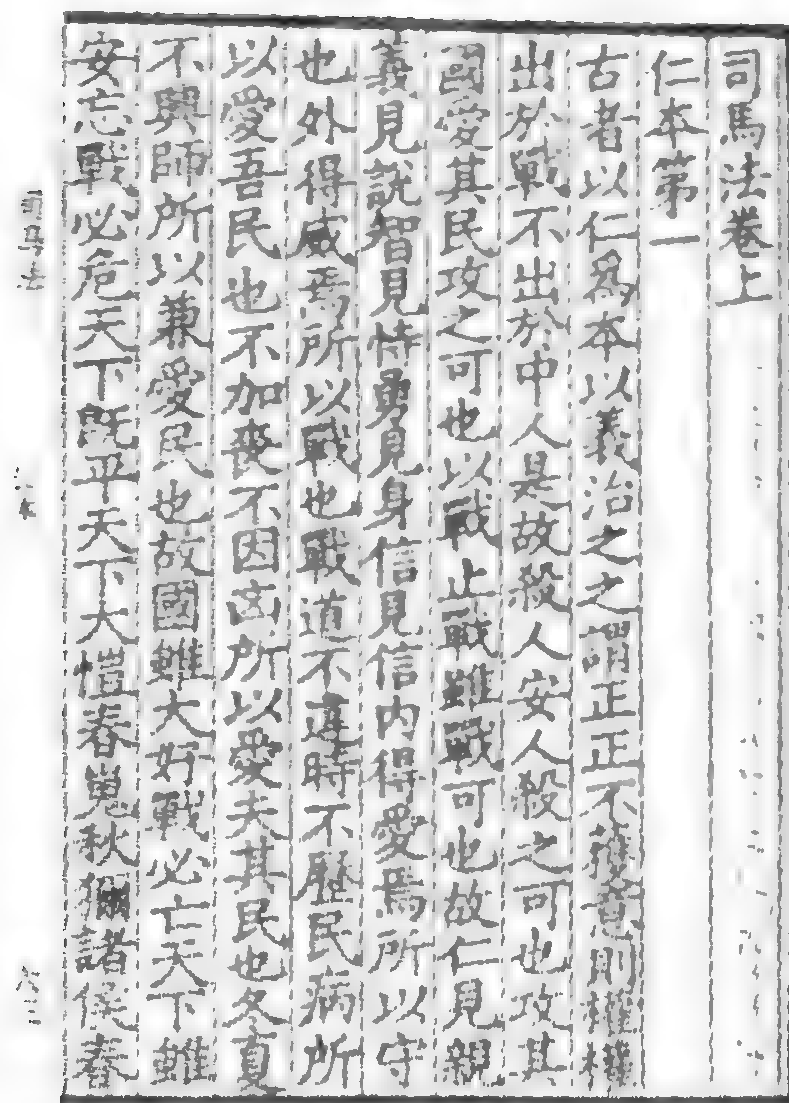 司馬法卷上
仁本第一
古者以仁爲本以義治之之謂正正不獲意則權權
出於戰不出於中人是故殺人安人殺之可也攻其
國愛其民攻之可也以戰止戰雖戰可也故仁見親
義見說智見恃勇見身信見信內得愛焉所以守
也外得威焉所以戰也戰道不違時不歷民病所
以愛吾民也不加喪不因凶所以愛夫其民也冬夏
不興師所以兼愛民也故國雖大好戰必亡天下雖
安忘戰必危天下旣平天下大愷春蒐秋獮諸侯春